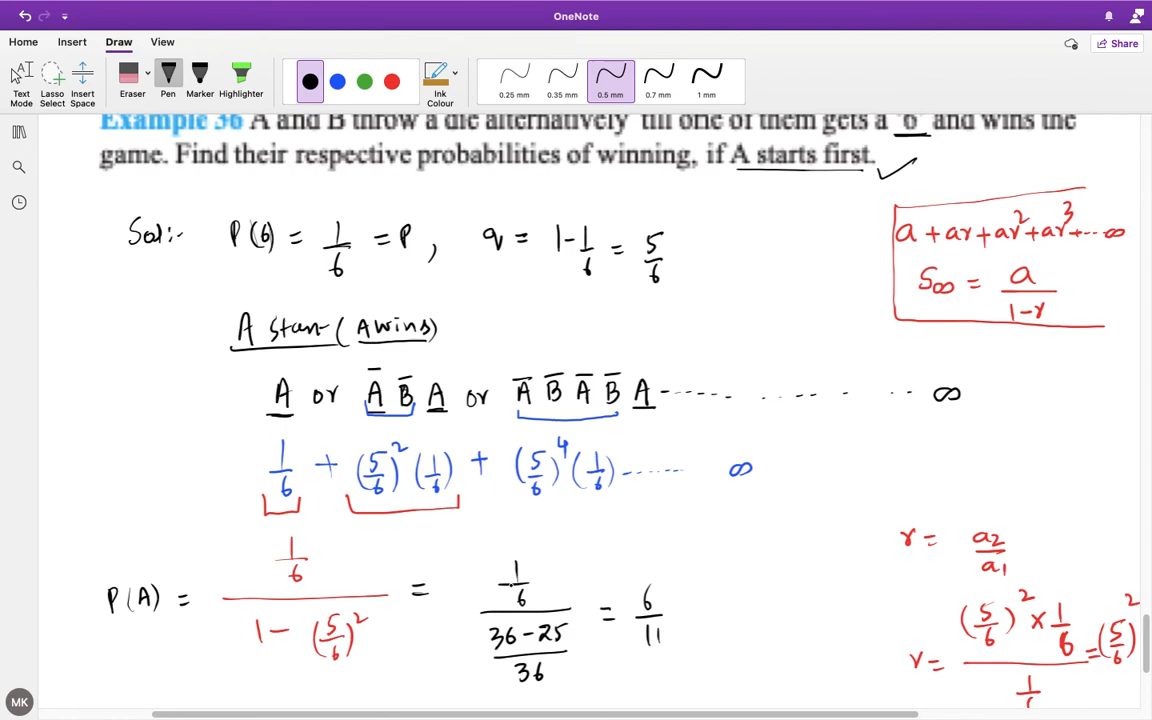 OneNote
Home Insert Draw View
Share
Text Mode
Lasso Select
Insert Space
Eraser
Pen
Marker
Highlighter
Ink Colour
0.25 mm
0.35 mm
0.5 mm
0.7 mm
1 mm
Example 36 A and B throw a die alternatively till one of them gets a '6' and wins the
game. Find their respective probabilities of winning, if A starts first.
Sol:- P(6) = 1/6 = P, q = 1 - 1/6 = 5/6
a + ar + ar² + ar³ + ... ∞
S∞ = a/(1-r)
A start (A wins)
A or A̅ B̅ A or A̅ B̅ A̅ B̅ A ------ ... ∞
1/6 + (5/6)² (1/6) + (5/6)⁴ (1/6) ...... ∞
P(A) = (1/6)/(1 - (5/6)²) = (1/6)/((36-25)/36) = 6/11
r = a₂/a₁
r = ((5/6)² × 1/6)/(1/6) = (5/6)²
MK